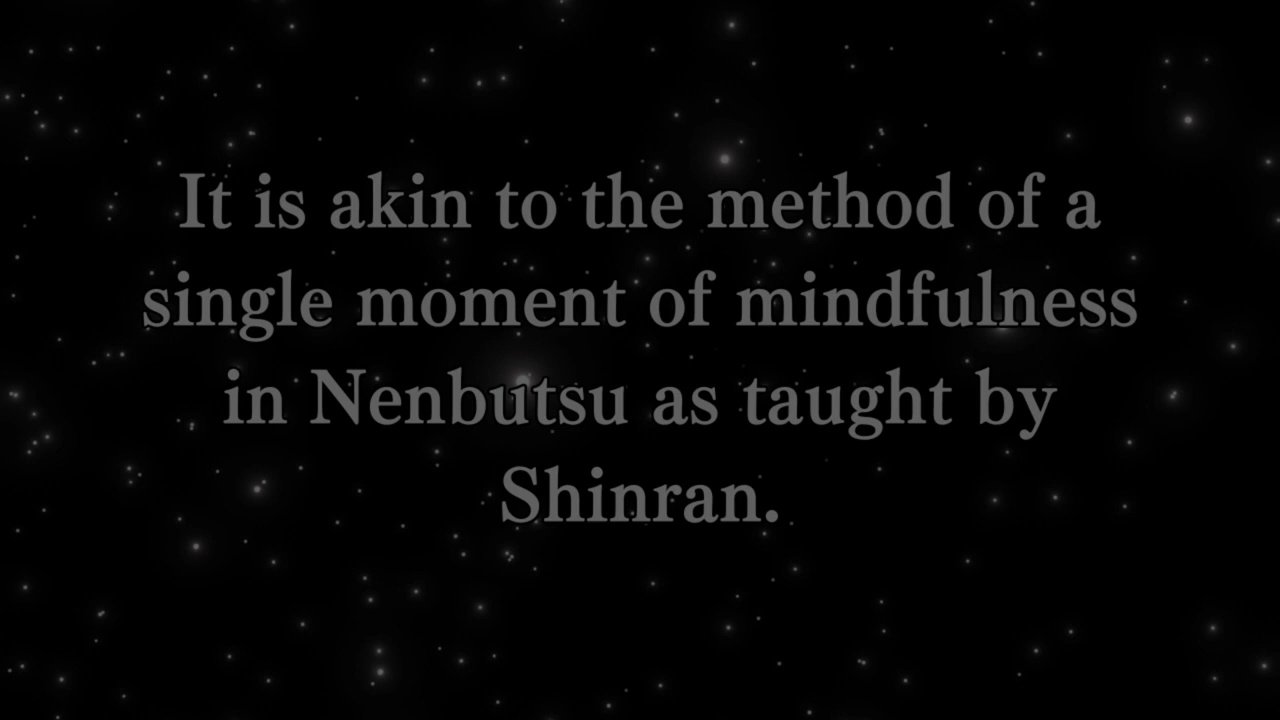 It is akin to the method of a
single moment of mindfulness
in Nenbutsu as taught by
Shinran.